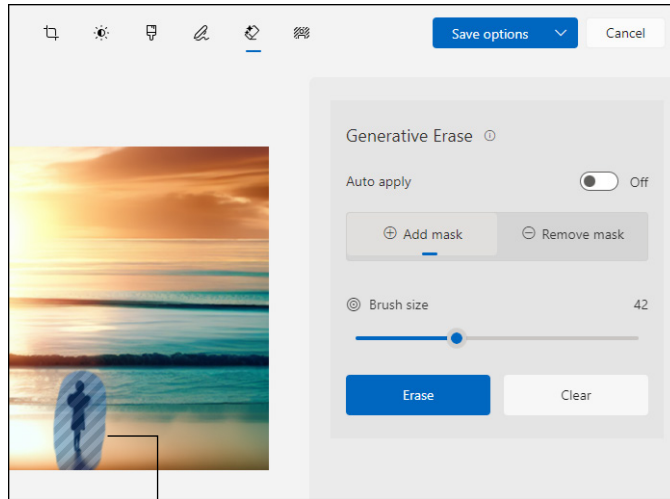 Save options
Cancel
Generative Erase
Auto apply
Off
Add mask
Remove mask
Brush size
42
Erase
Clear